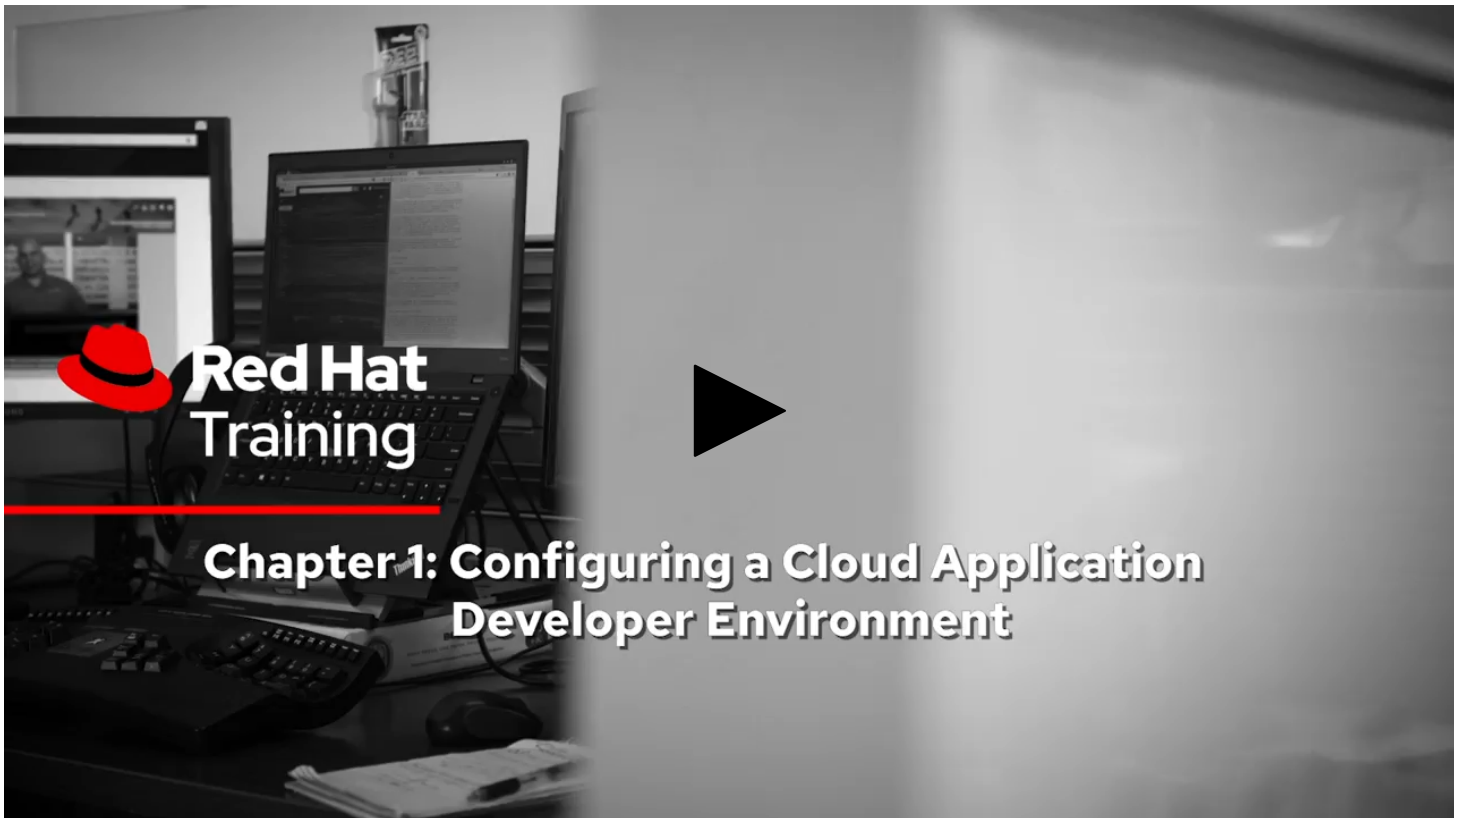 Red Hat
Training
Chapter 1: Configuring a Cloud Application
Developer Environment